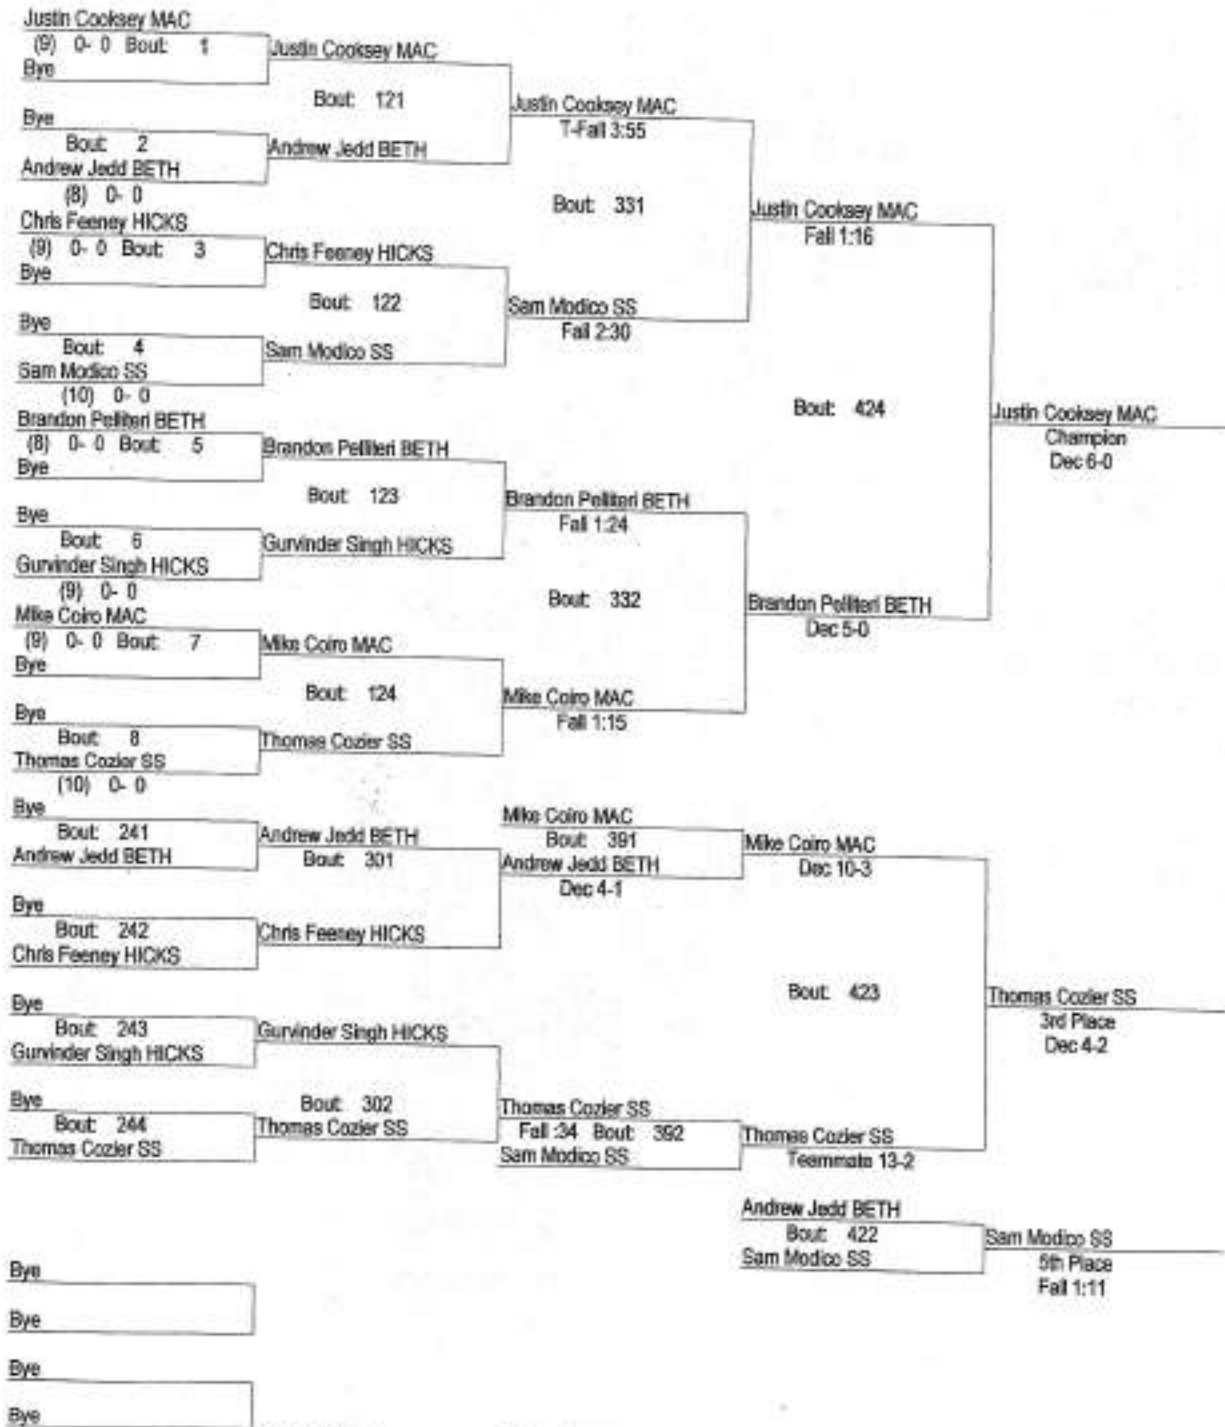 Justin Cooksey MAC
(9) 0- 0 Bout: 1
Bye
Justin Cooksey MAC
Bout: 121
Bye
Bout: 2
Andrew Jedd BETH
(8) 0- 0
Andrew Jedd BETH
Justin Cooksey MAC
T-Fall 3:55
Chris Feeney HICKS
(9) 0- 0 Bout: 3
Bye
Chris Feeney HICKS
Bout: 122
Bye
Bout: 4
Sam Modico SS
(10) 0- 0
Sam Modico SS
Sam Modico SS
Fall 2:30
Bout: 331
Justin Cooksey MAC
Fall 1:16
Brandon Pelliteri BETH
(8) 0- 0 Bout: 5
Bye
Brandon Pelliteri BETH
Bout: 123
Bye
Bout: 6
Gurvinder Singh HICKS
(9) 0- 0
Gurvinder Singh HICKS
Brandon Pelliteri BETH
Fall 1:24
Mike Coiro MAC
(9) 0- 0 Bout: 7
Bye
Mike Coiro MAC
Bout: 124
Bye
Bout: 8
Thomas Cozier SS
(10) 0- 0
Thomas Cozier SS
Mike Coiro MAC
Fall 1:15
Bout: 332
Brandon Pelliteri BETH
Dec 5-0
Bout: 424
Justin Cooksey MAC
Champion
Dec 6-0
Bye
Bout: 241
Andrew Jedd BETH
Andrew Jedd BETH
Bout: 301
Bye
Bout: 242
Chris Feeney HICKS
Chris Feeney HICKS
Mike Coiro MAC
Bout: 391
Andrew Jedd BETH
Dec 4-1
Mike Coiro MAC
Dec 10-3
Bye
Bout: 243
Gurvinder Singh HICKS
Gurvinder Singh HICKS
Bout: 302
Bye
Bout: 244
Thomas Cozier SS
Thomas Cozier SS
Thomas Cozier SS
Fall :34 Bout: 392
Sam Modico SS
Thomas Cozier SS
Teammate 13-2
Bout: 423
Thomas Cozier SS
3rd Place
Dec 4-2
Andrew Jedd BETH
Bout: 422
Sam Modico SS
Sam Modico SS
5th Place
Fall 1:11
Bye
Bye
Bye
Bye